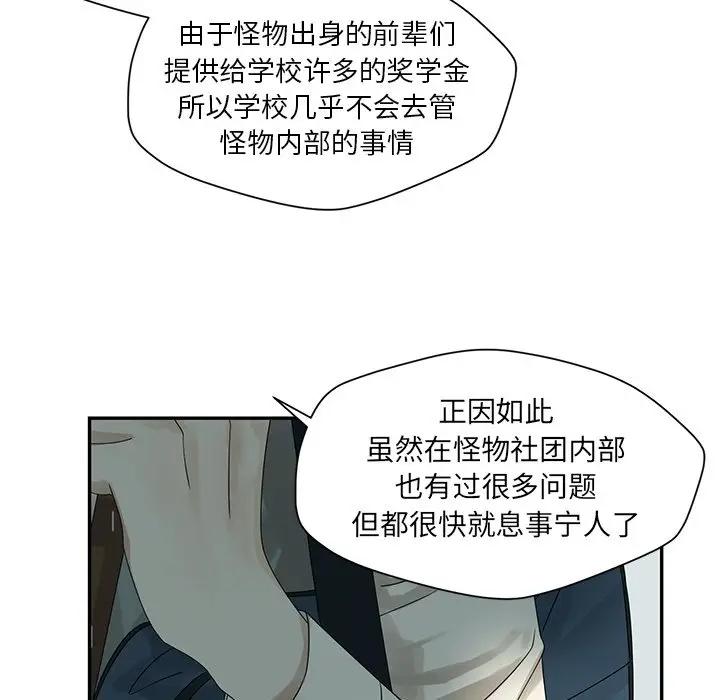 由于怪物出身的前辈们
提供给学校许多的奖学金
所以学校几乎不会去管
怪物内部的事情
正因如此
虽然在怪物社团内部
也有过很多问题
但都很快就息事宁人了